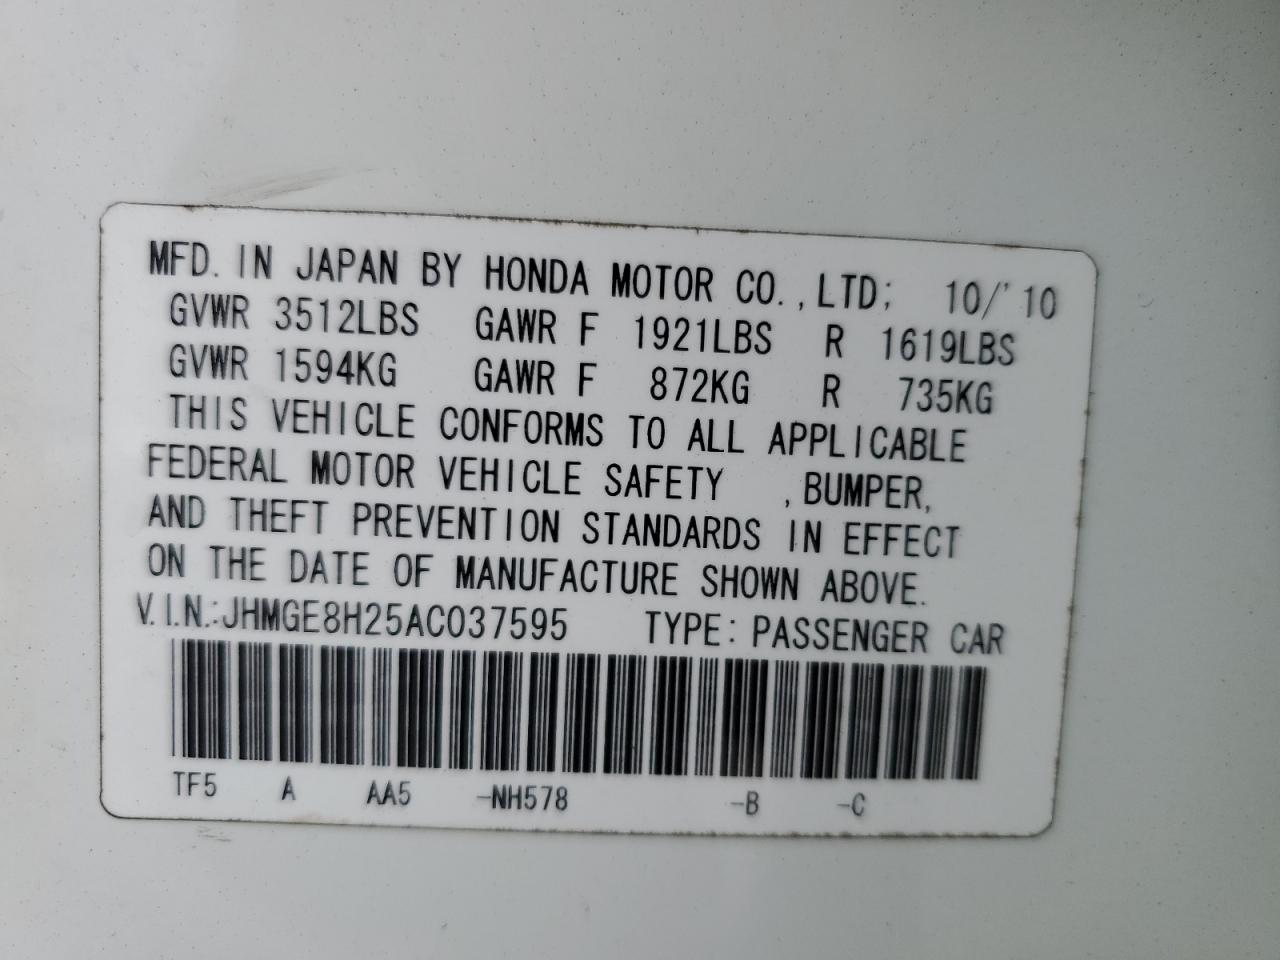 MFD. IN JAPAN BY HONDA MOTOR CO.,LTD; 10/'10
GVWR 3512LBS GAWR F 1921LBS R 1619LBS
GVWR 1594KG GAWR F 872KG R 735KG
THIS VEHICLE CONFORMS TO ALL APPLICABLE
FEDERAL MOTOR VEHICLE SAFETY ,BUMPER,
AND THEFT PREVENTION STANDARDS IN EFFECT
ON THE DATE OF MANUFACTURE SHOWN ABOVE.
V.I.N.:JHMGE8H25AC037595 TYPE:PASSENGER CAR
TF5 A AA5 -NH578 -B -C